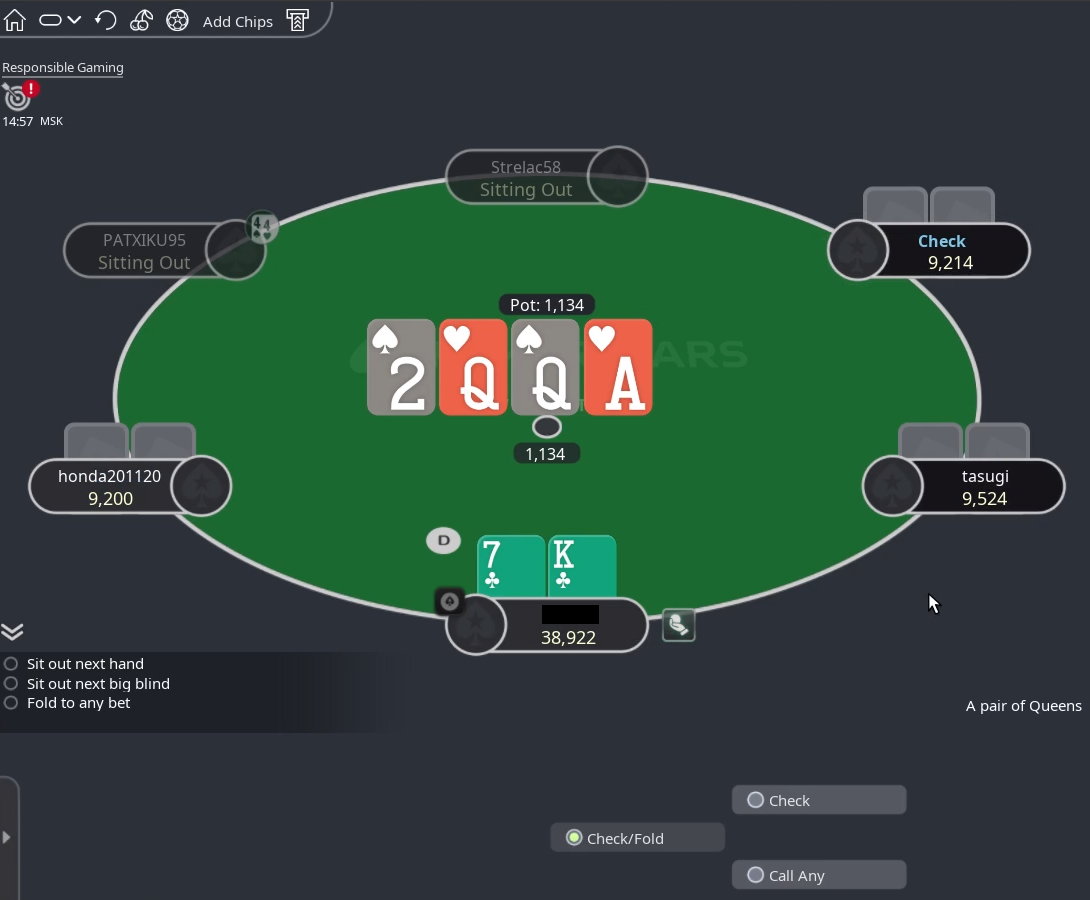 Add Chips
Responsible Gaming
!
14:57 MSK
Strelac58
Sitting Out
PATXIKU95
Sitting Out
44
Check
9,214
Pot: 1,134
2 Q Q A
ARS
1,134
honda201120
9,200
tasugi
9,524
D
7 K
38,922
Sit out next hand
Sit out next big blind
Fold to any bet
A pair of Queens
Check
Check/Fold
Call Any